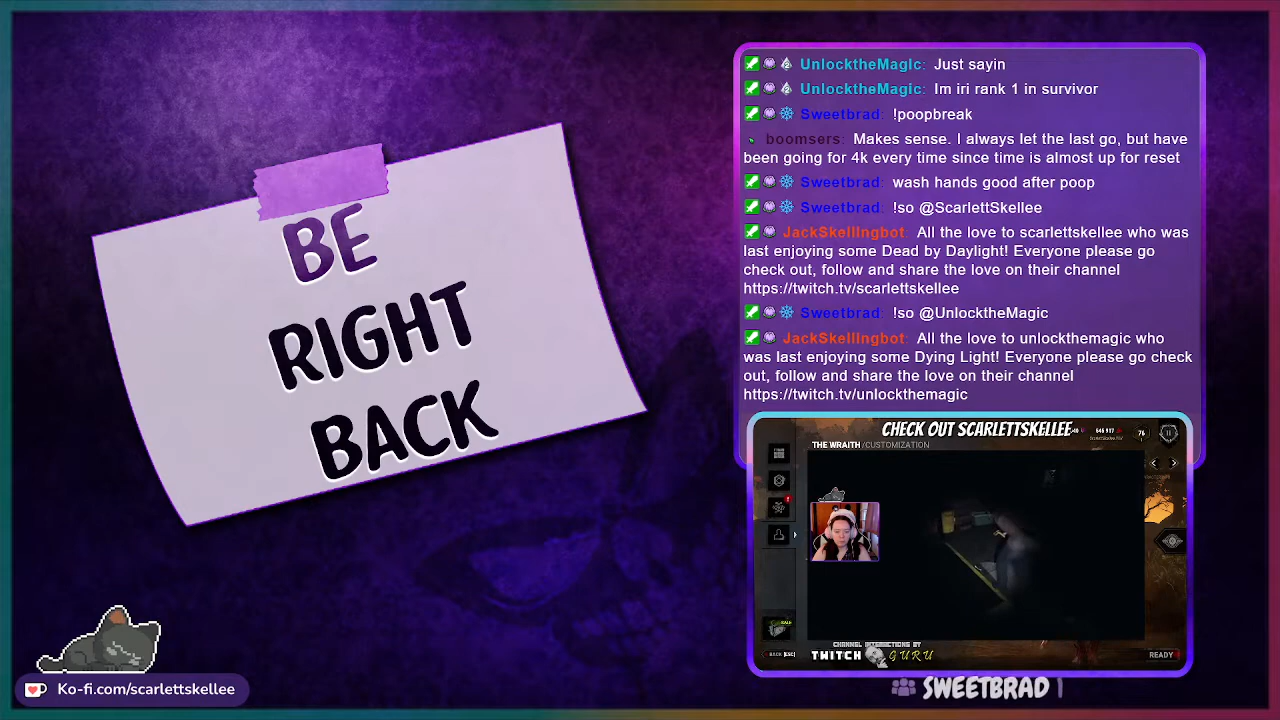 BE
RIGHT
BACK
UnlocktheMagic: Just sayin
UnlocktheMagic: Im iri rank 1 in survivor
Sweetbrad: !poopbreak
boomsers: Makes sense. I always let the last go, but have
been going for 4k every time since time is almost up for reset
Sweetbrad: wash hands good after poop
Sweetbrad: !so @ScarlettSkellee
JackSkellingbot: All the love to scarlettskellee who was
last enjoying some Dead by Daylight! Everyone please go
check out, follow and share the love on their channel
https://twitch.tv/scarlettskellee
Sweetbrad: !so @UnlocktheMagic
JackSkellingbot: All the love to unlockthemagic who
was last enjoying some Dying Light! Everyone please go check
out, follow and share the love on their channel
https://twitch.tv/unlockthemagic
CHECK OUT SCARLETTSKELLEE
THE WRAITH /CUSTOMIZATION
76
CHANNEL INTERACTIONS BY
TWITCH GURU
BACK [ESC]
READY
SWEETBRAD
Ko-fi.com/scarlettskellee